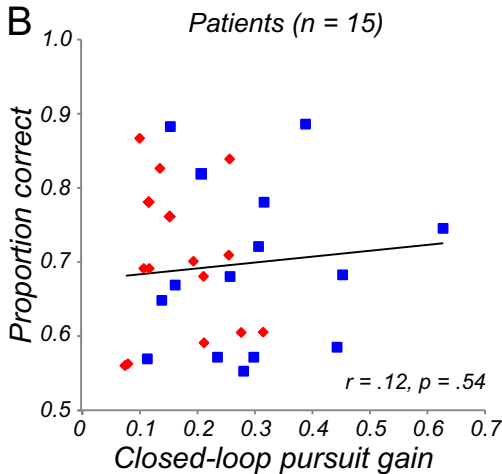 B
Patients (n = 15)
Proportion correct
1.0
0.9
0.8
0.7
0.6
0.5
r = .12, p = .54
0 0.1 0.2 0.3 0.4 0.5 0.6 0.7
Closed-loop pursuit gain